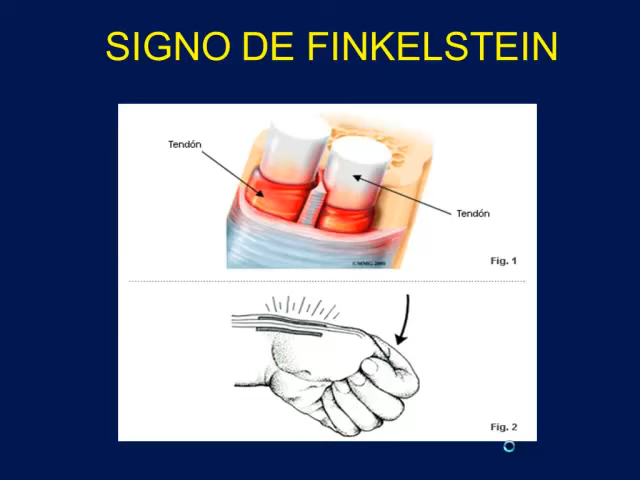 SIGNO DE FINKELSTEIN
Tendón
Tendón
Fig. 1
Fig. 2